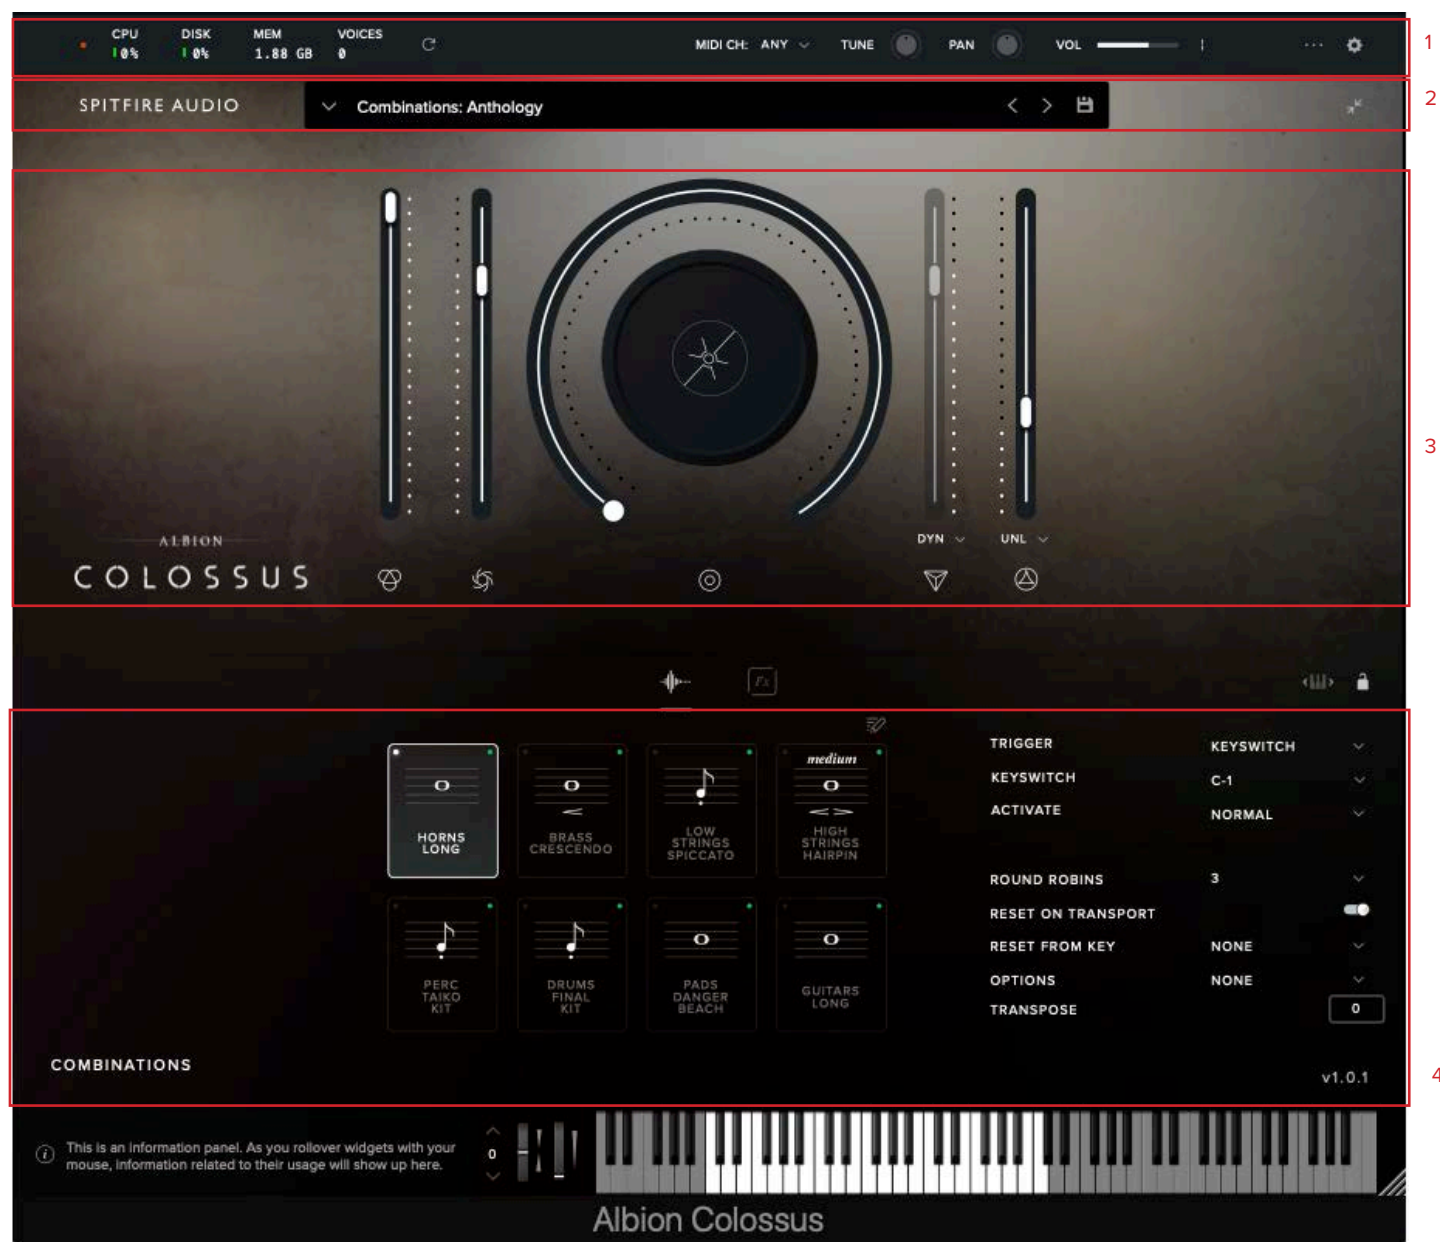 CPU DISK MEM VOICES
0% 0% 1.88 GB 0
MIDI CH: ANY TUNE PAN VOL
1
SPITFIRE AUDIO
Combinations: Anthology
2
3
DYN UNL
ALBION
COLOSSUS
Fx
HORNS
LONG
BRASS
CRESCENDO
LOW
STRINGS
SPICCATO
medium
HIGH
STRINGS
HAIRPIN
PERC
TAIKO
KIT
DRUMS
FINAL
KIT
PADS
DANGER
BEACH
GUITARS
LONG
TRIGGER KEYSWITCH
KEYSWITCH C-1
ACTIVATE NORMAL
ROUND ROBINS 3
RESET ON TRANSPORT
RESET FROM KEY NONE
OPTIONS NONE
TRANSPOSE 0
COMBINATIONS
v1.0.1
4
i
This is an information panel. As you rollover widgets with your
mouse, information related to their usage will show up here.
0
Albion Colossus